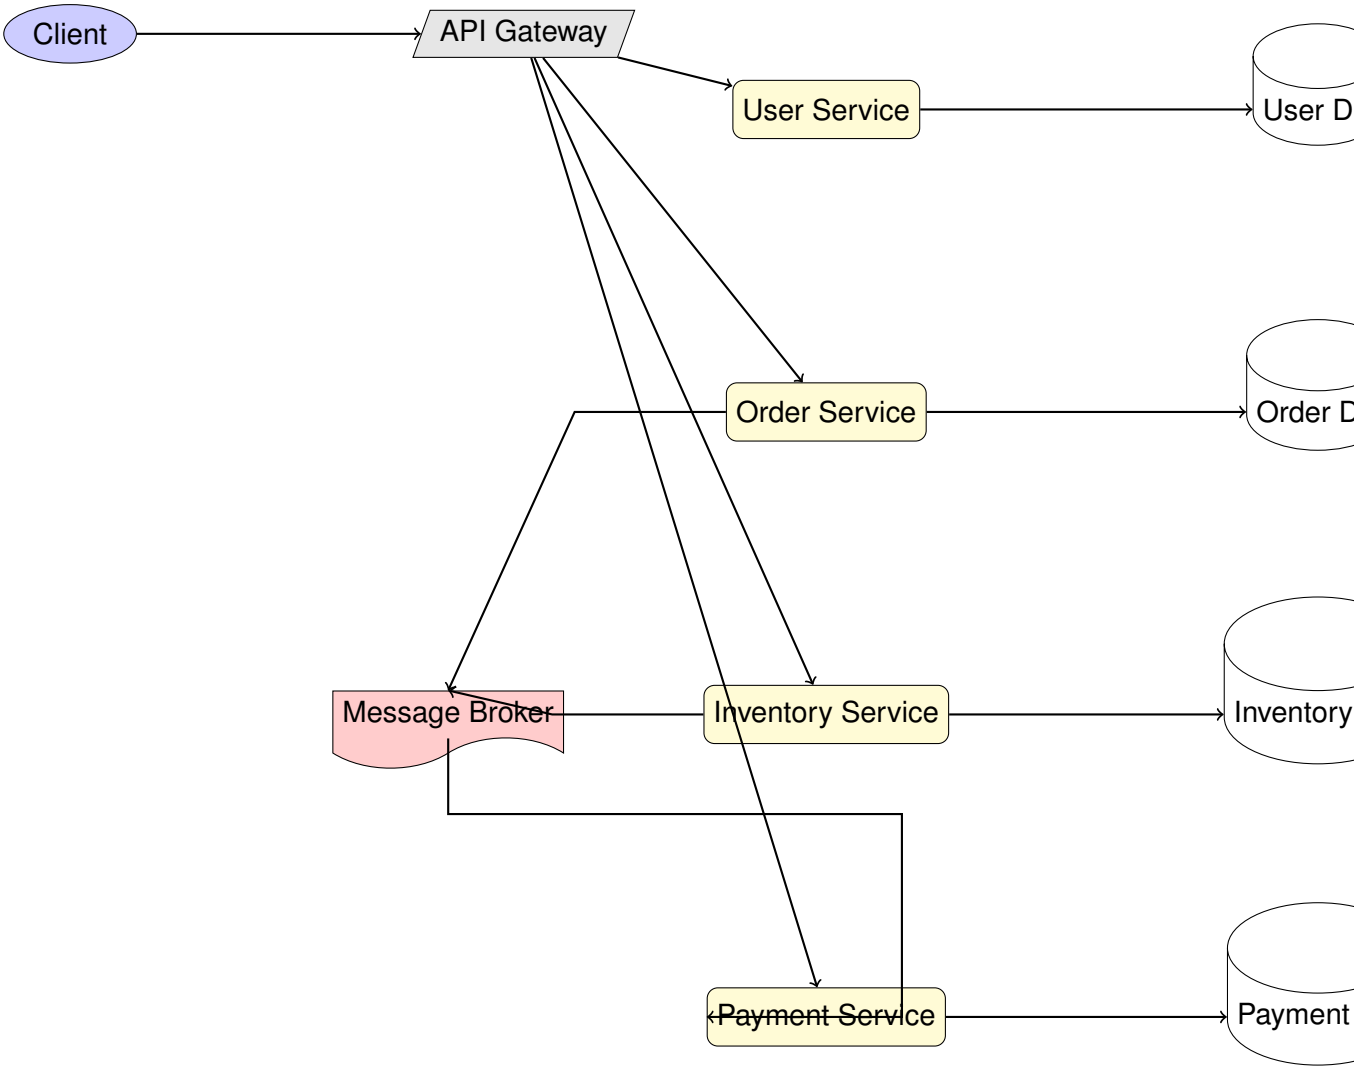 Client
API Gateway
User Service
User D
Order Service
Order D
Message Broker
Inventory Service
Inventory
Payment Service
Payment